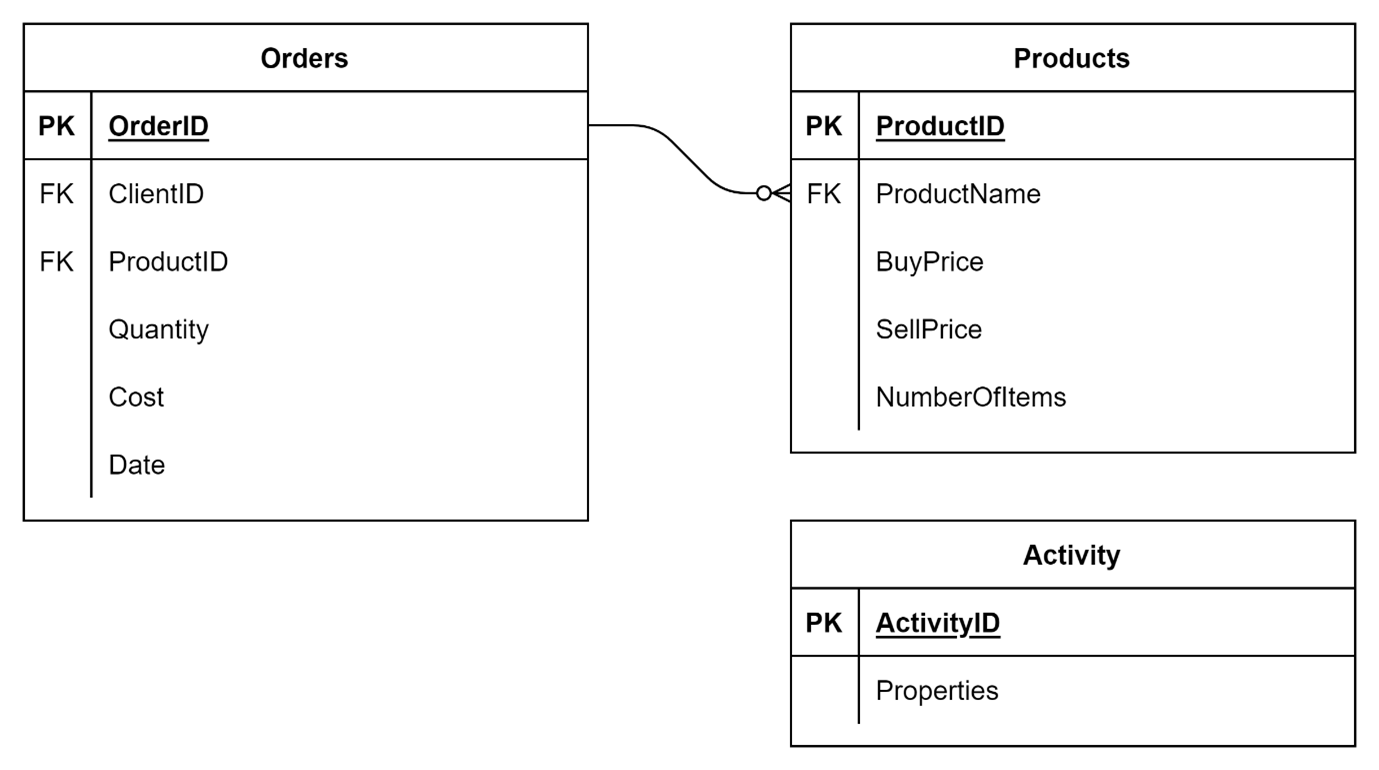 Orders
PK OrderID
FK ClientID
FK ProductID
Quantity
Cost
Date
Products
PK ProductID
FK ProductName
BuyPrice
SellPrice
NumberOfItems
Activity
PK ActivityID
Properties